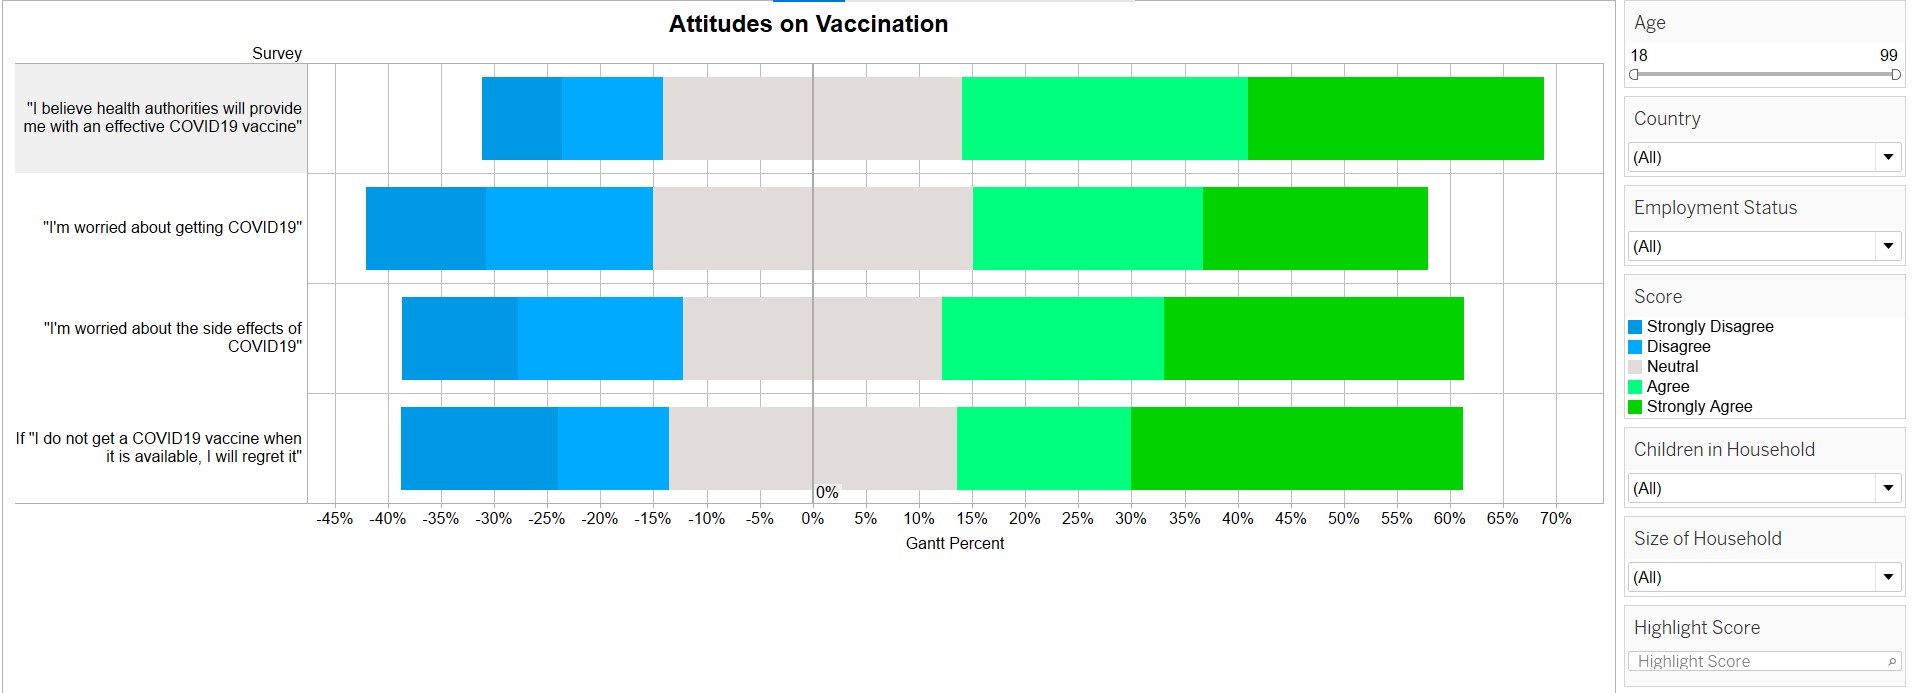 Attitudes on Vaccination
Survey
"I believe health authorities will provide
me with an effective COVID19 vaccine"
"I'm worried about getting COVID19"
"I'm worried about the side effects of
COVID19"
If "I do not get a COVID19 vaccine when
it is available, I will regret it"
0%
-45% -40% -35% -30% -25% -20% -15% -10% -5% 0% 5% 10% 15% 20% 25% 30% 35% 40% 45% 50% 55% 60% 65% 70%
Gantt Percent
Age
18 99
Country
(All)
Employment Status
(All)
Score
Strongly Disagree
Disagree
Neutral
Agree
Strongly Agree
Children in Household
(All)
Size of Household
(All)
Highlight Score
Highlight Score